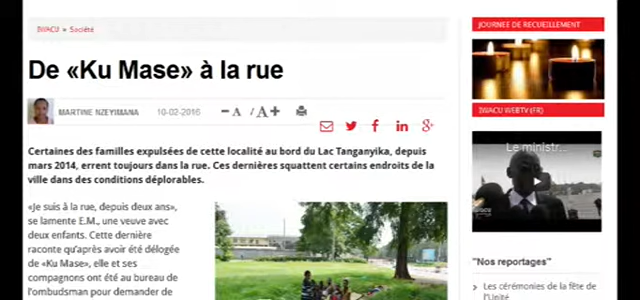 IWACU » Société
De «Ku Mase» à la rue
MARTINE NZEYIMANA 10-02-2016 - A / A +
Certaines des familles expulsées de cette localité au bord du Lac Tanganyika, depuis
mars 2014, errent toujours dans la rue. Ces dernières squattent certains endroits de la
ville dans des conditions déplorables.
«Je suis à la rue, depuis deux ans»,
se lamente E.M., une veuve avec
deux enfants. Cette dernière
raconte qu'après avoir été délogée
de «Ku Mase», elle et ses
compagnons ont été au bureau de
l'ombudsman pour demander de
JOURNEE DE RECUEILLEMENT
IWACU WEBTV (FR)
Le ministr...
"Nos reportages"
Les cérémonies de la fête de
l'Unité